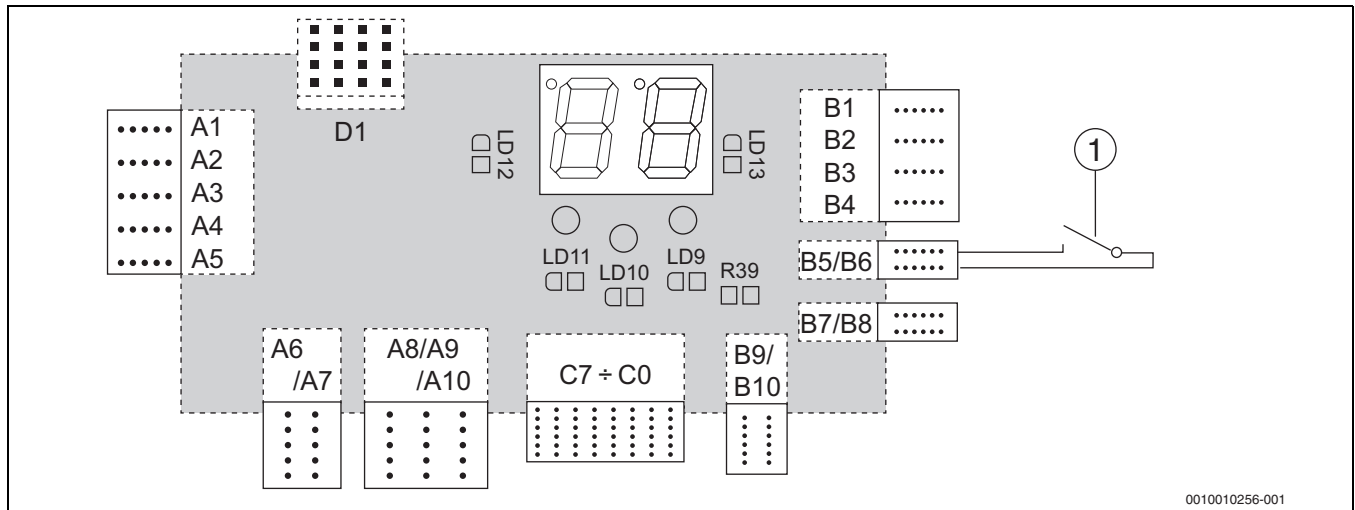 D1
A1
A2
A3
A4
A5
LD12
LD13
LD11
LD10
LD9
R39
B1
B2
B3
B4
B5/B6
B7/B8
1
A6
/A7
A8/A9
/A10
C7 ÷ C0
B9/
B10
0010010256-001